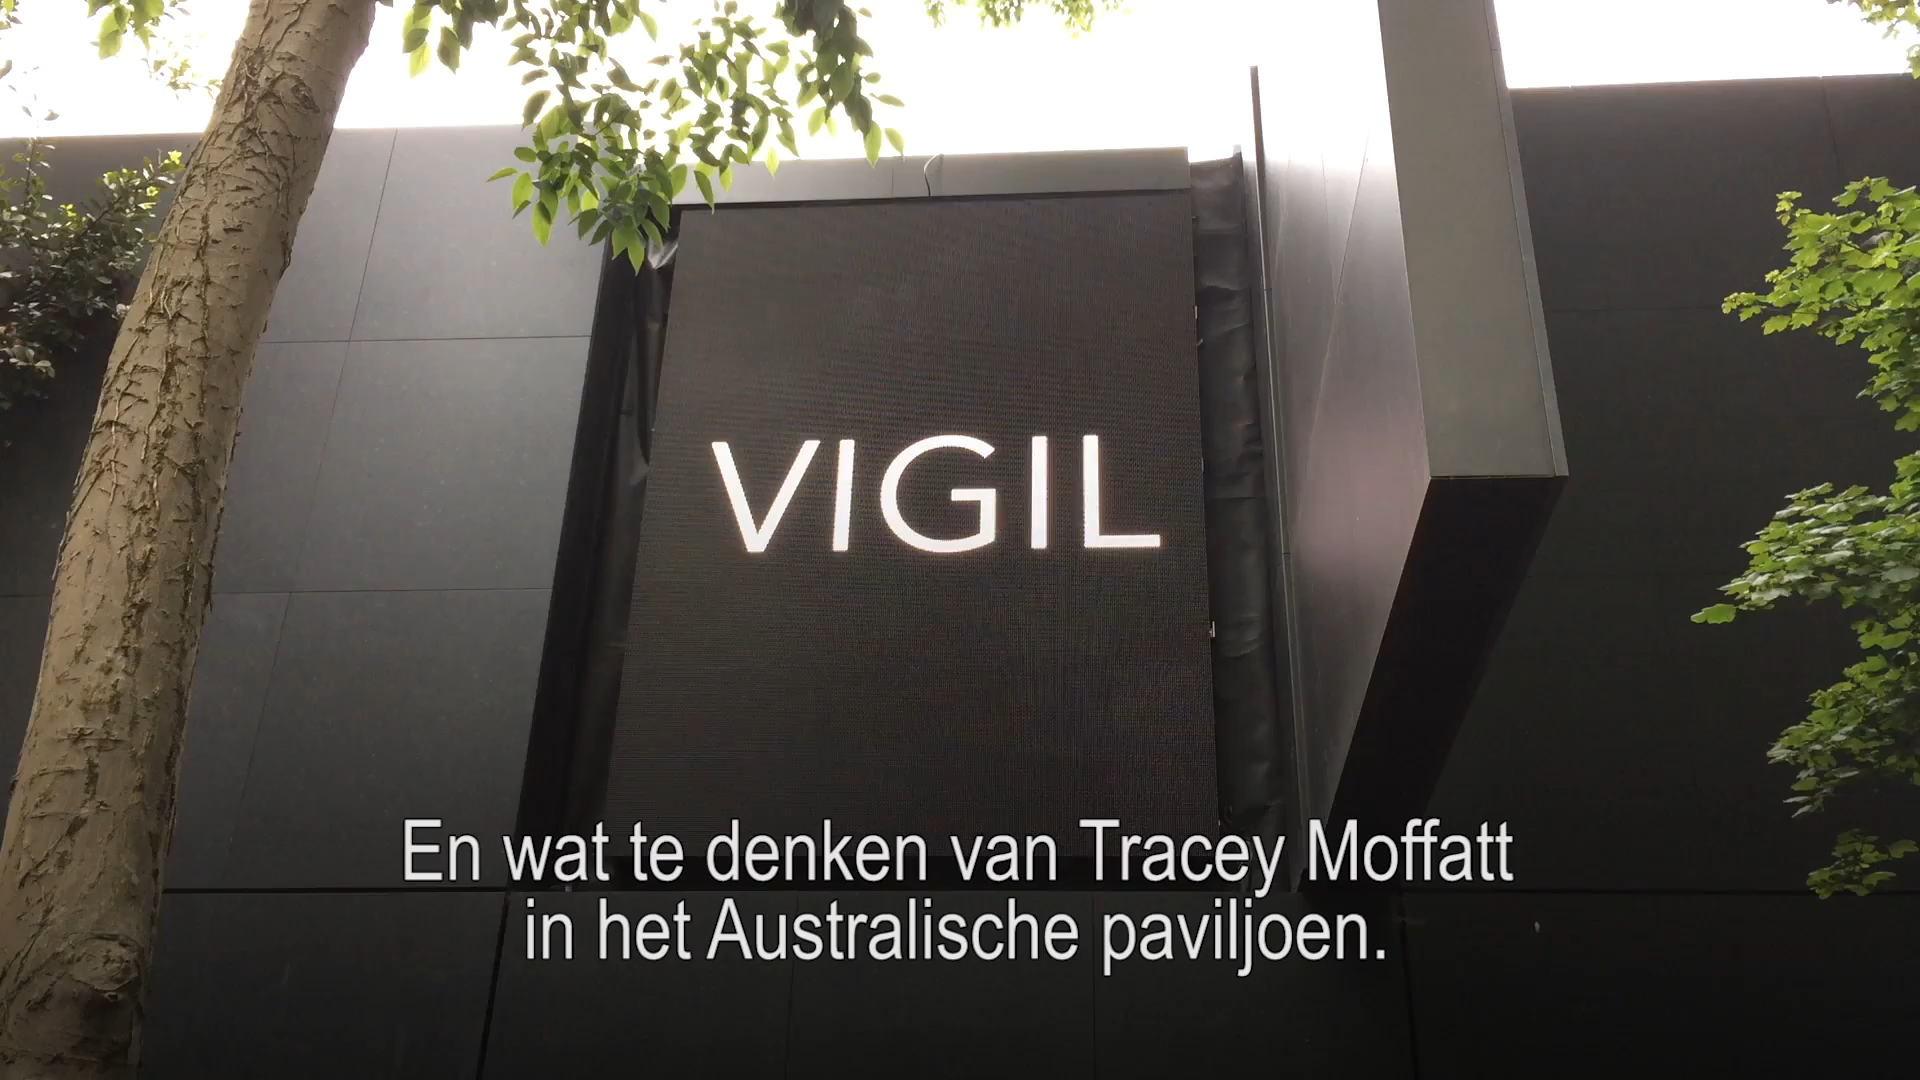 VIGIL
En wat te denken van Tracey Moffatt
in het Australische paviljoen.